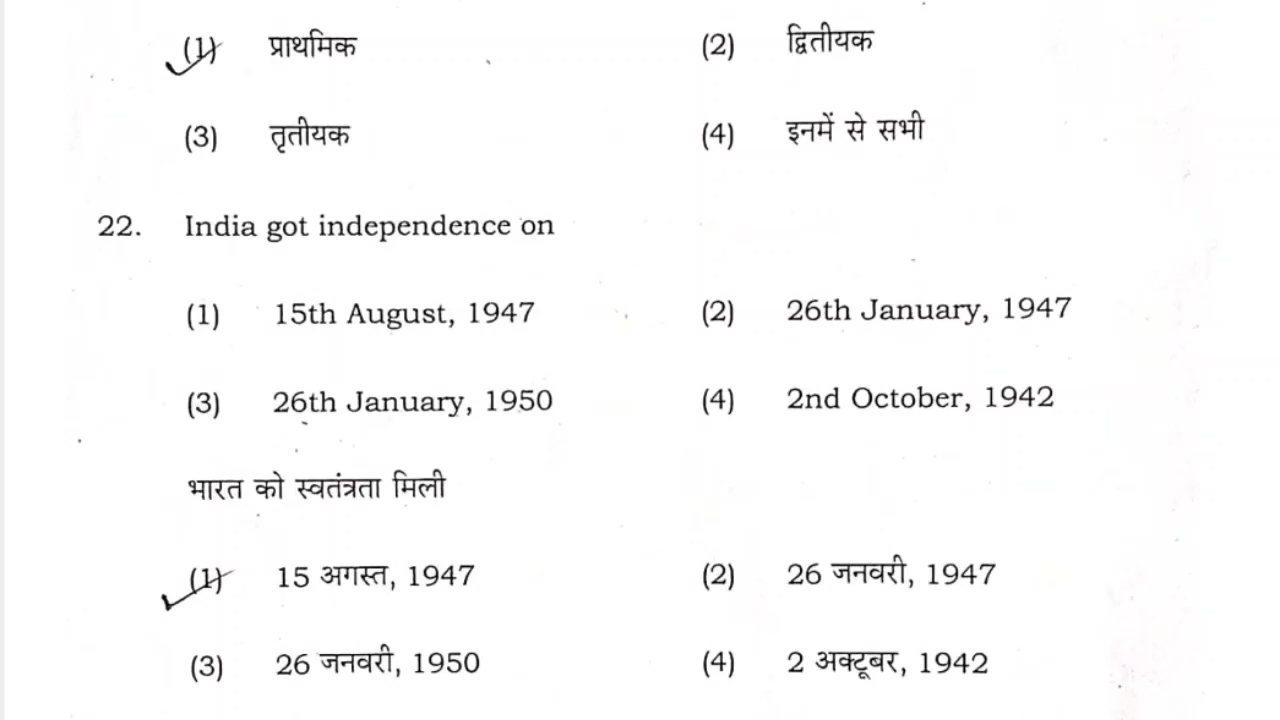 (1) प्राथमिक (2) द्वितीयक
(3) तृतीयक (4) इनमें से सभी
22. India got independence on
(1) 15th August, 1947 (2) 26th January, 1947
(3) 26th January, 1950 (4) 2nd October, 1942
भारत को स्वतंत्रता मिली
(1) 15 अगस्त, 1947 (2) 26 जनवरी, 1947
(3) 26 जनवरी, 1950 (4) 2 अक्टूबर, 1942